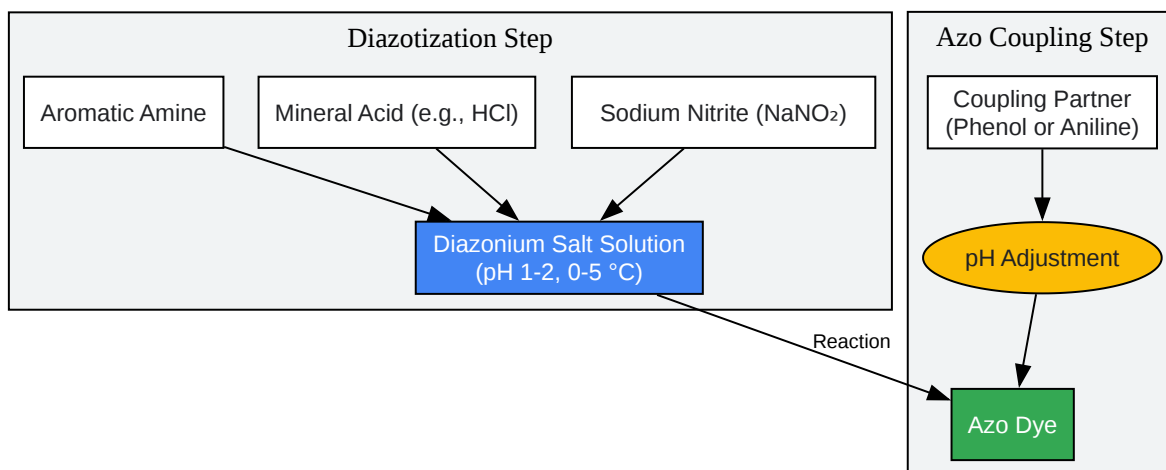 Diazotization Step
Aromatic Amine
Mineral Acid (e.g., HCl)
Sodium Nitrite (NaNO₂)
Diazonium Salt Solution
(pH 1-2, 0-5 °C)
Reaction
Azo Coupling Step
Coupling Partner
(Phenol or Aniline)
pH Adjustment
Azo Dye